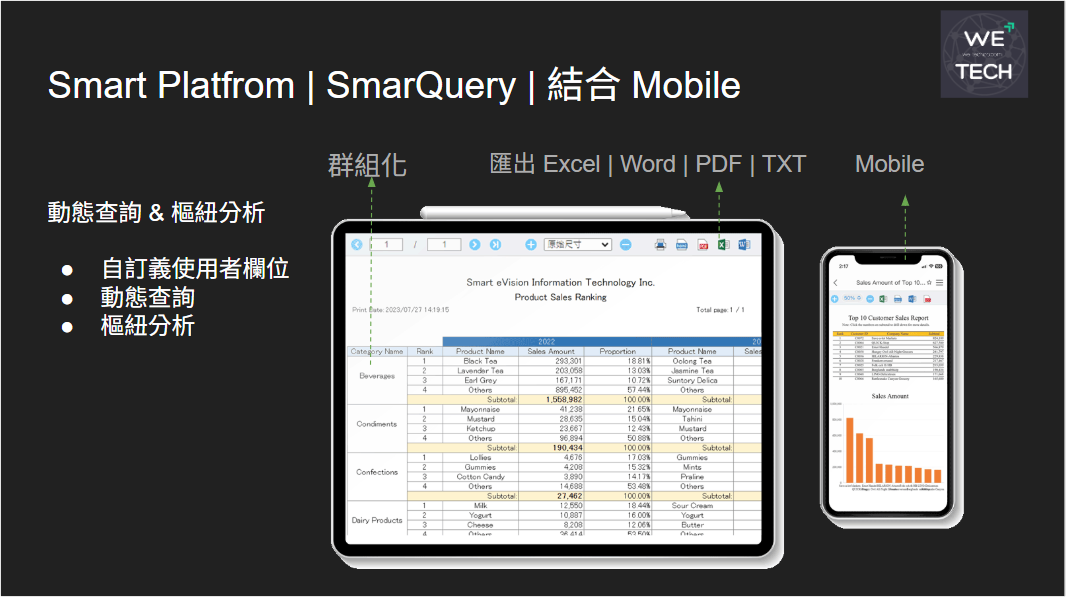 WE
TECH
Smart Platfrom | SmarQuery | 結合 Mobile
群組化
匯出 Excel | Word | PDF | TXT
Mobile
動態查詢 & 樞紐分析
● 自訂義使用者欄位
● 動態查詢
● 樞紐分析
1 / 1 原始尺寸
Smart eVision Information Technology Inc.
Product Sales Ranking
Print Date: 2023/07/27 14:19:15 Total page: 1 / 1
2022 20
Category Name Rank Product Name Sales Amount Proportion Product Name Sales
Beverages
1 Black Tea 293,301 18.81% Oolong Tea
2 Lavender Tea 203,058 13.03% Jasmine Tea
3 Earl Grey 167,171 10.72% Suntory Delica
4 Others 895,452 57.44% Others
Subtotal: 1,558,982 100.00% Subtotal:
Condiments
1 Mayonnaise 41,238 21.65% Mayonnaise
2 Mustard 28,635 15.04% Tahini
3 Ketchup 23,667 12.43% Mustard
4 Others 96,894 50.88% Others
Subtotal: 190,434 100.00% Subtotal:
Confections
1 Lollies 4,676 17.03% Gummies
2 Gummies 4,208 15.32% Mints
3 Cotton Candy 3,890 14.17% Praline
4 Others 14,688 53.48% Others
Subtotal: 27,462 100.00% Subtotal:
Dairy Products
1 Milk 12,550 18.44% Sour Cream
2 Yogurt 10,887 16.00% Yogurt
3 Cheese 8,208 12.06% Butter
4 Others 36,414 53.50% Others
2:17
Sales Amount of Top 10...
50%
Top 10 Customer Sales Report
Sales Amount